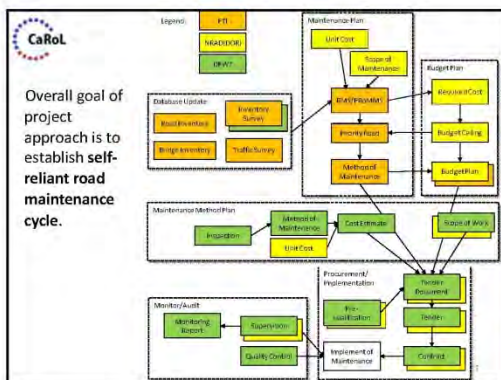 CaRoL
Overall goal of
project
approach is to
establish self-
reliant road
maintenance
cycle.
Legend:
PTI
NRAD(DOR)
DPWT
Maintenance Plan
Unit Cost
Scope of
Maintenance
Budget Plan
Required Cost
Priority Road
Budget Ceiling
Method of
Maintenance
Budget Plan
Database Update
Road Inventory
Inventory
Survey
Bridge Inventory
Traffic Survey
Maintenance Method Plan
Inspection
Method of
Maintenance
Unit Cost
Cost Estimate
Scope of Work
Procurement/
Implementation
Pre-
qualification
Tender
Document
Tender
Contract
Implement of
Maintenance
Monitor/Audit
Monitoring
Report
Supervision
Quality Control